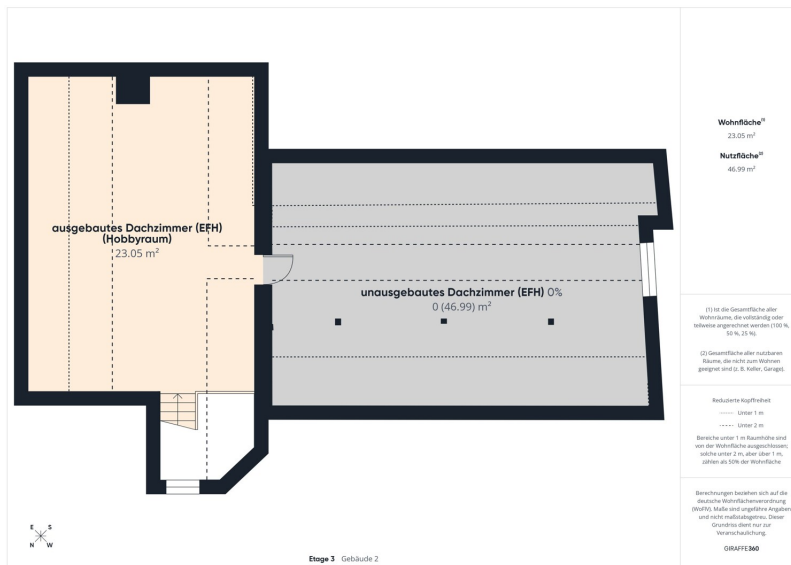 ausgebautes Dachzimmer (EFH)
(Hobbyraum)
23.05 m²
unausgebautes Dachzimmer (EFH) 0%
0 (46.99) m²
Wohnfläche⁽¹⁾
23.05 m²
Nutzfläche⁽²⁾
46.99 m²
(1) Ist die Gesamtfläche aller
Wohnräume, die vollständig oder
teilweise angerechnet werden (100 %,
50 %, 25 %).
(2) Gesamtfläche aller nutzbaren
Räume, die nicht zum Wohnen
geeignet sind (z. B. Keller, Garage).
Reduzierte Kopffreiheit
Unter 1 m
Unter 2 m
Bereiche unter 1 m Raumhöhe sind
von der Wohnfläche ausgeschlossen;
solche unter 2 m, aber über 1 m,
zählen als 50% der Wohnfläche
Berechnungen beziehen sich auf die
deutsche Wohnflächenverordnung
(WoFlV). Maße sind ungefähre Angaben
und nicht maßstabsgetreu. Dieser
Grundriss dient nur zur
Veranschaulichung.
GIRAFFE360
E S
N W
Etage 3 Gebäude 2